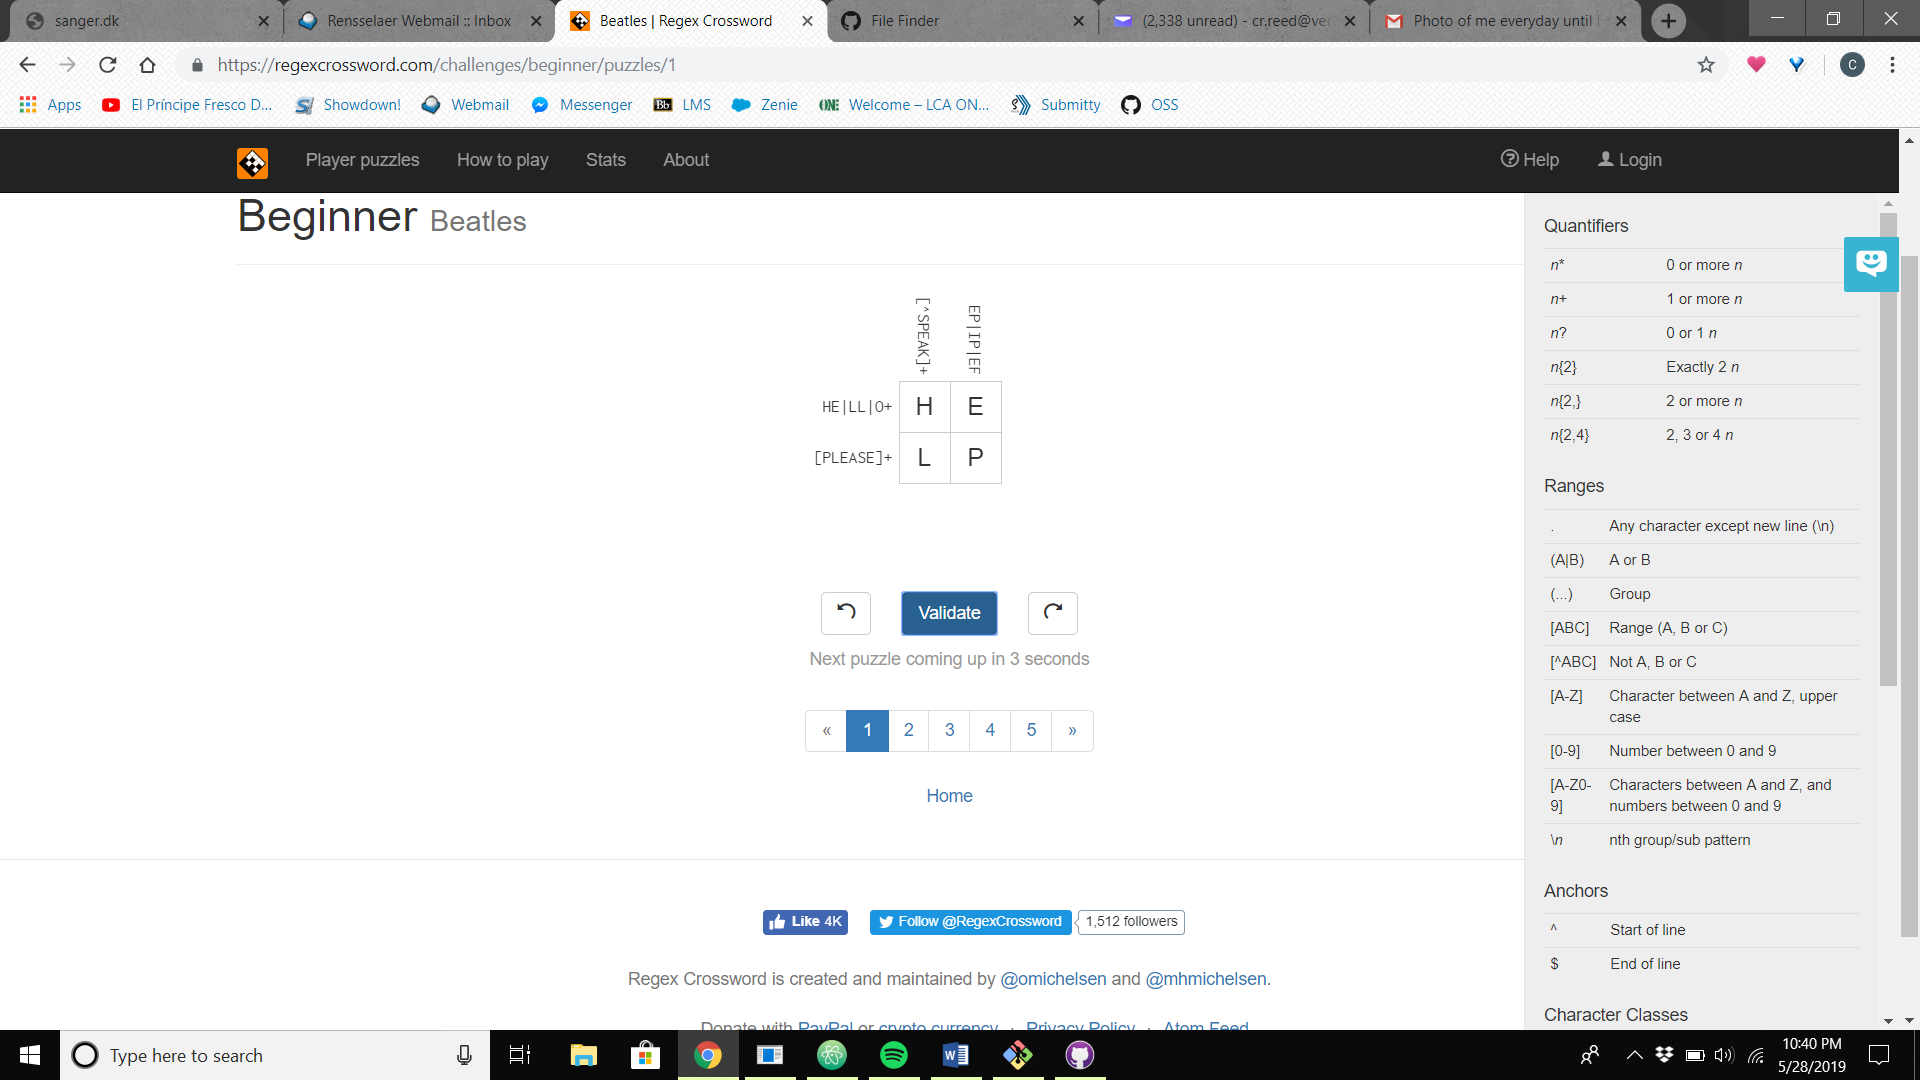 sanger.dk
Rensselaer Webmail :: Inbox
Beatles | Regex Crossword
File Finder
(2,338 unread) - cr.reed@ver
Photo of me everyday until
https://regexcrossword.com/challenges/beginner/puzzles/1
C
Apps
El Príncipe Fresco D...
Showdown!
Webmail
Messenger
Bb LMS
Zenie
ONE Welcome – LCA ON...
Submitty
OSS
Player puzzles
How to play
Stats
About
Help
Login
Beginner Beatles
[^SPEAK]+
EP|IP|EF
HE|LL|O+ H E
[PLEASE]+ L P
Validate
Next puzzle coming up in 3 seconds
« 1 2 3 4 5 »
Home
Like 4K
Follow @RegexCrossword
1,512 followers
Regex Crossword is created and maintained by @omichelsen and @mhmichelsen.
Donate with PayPal or crypto currency · Privacy Policy · Atom Feed
Quantifiers
n* 0 or more n
n+ 1 or more n
n? 0 or 1 n
n{2} Exactly 2 n
n{2,} 2 or more n
n{2,4} 2, 3 or 4 n
Ranges
. Any character except new line (\n)
(A|B) A or B
(...) Group
[ABC] Range (A, B or C)
[^ABC] Not A, B or C
[A-Z] Character between A and Z, upper
case
[0-9] Number between 0 and 9
[A-Z0- Characters between A and Z, and
9] numbers between 0 and 9
\n nth group/sub pattern
Anchors
^ Start of line
$ End of line
Character Classes
Type here to search
10:40 PM
5/28/2019